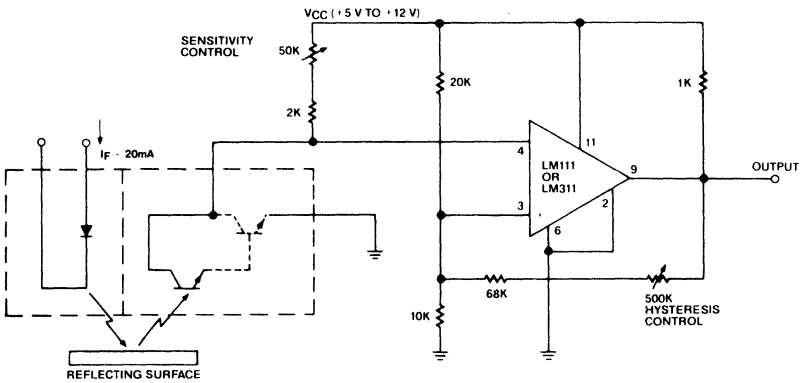 VCC (+5 V TO +12 V)
SENSITIVITY
CONTROL
50K
20K
1K
2K
11
4
IF - 20mA
LM111
OR
LM311
9
OUTPUT
3
+
2
6
68K
500K
HYSTERESIS
CONTROL
10K
REFLECTING SURFACE